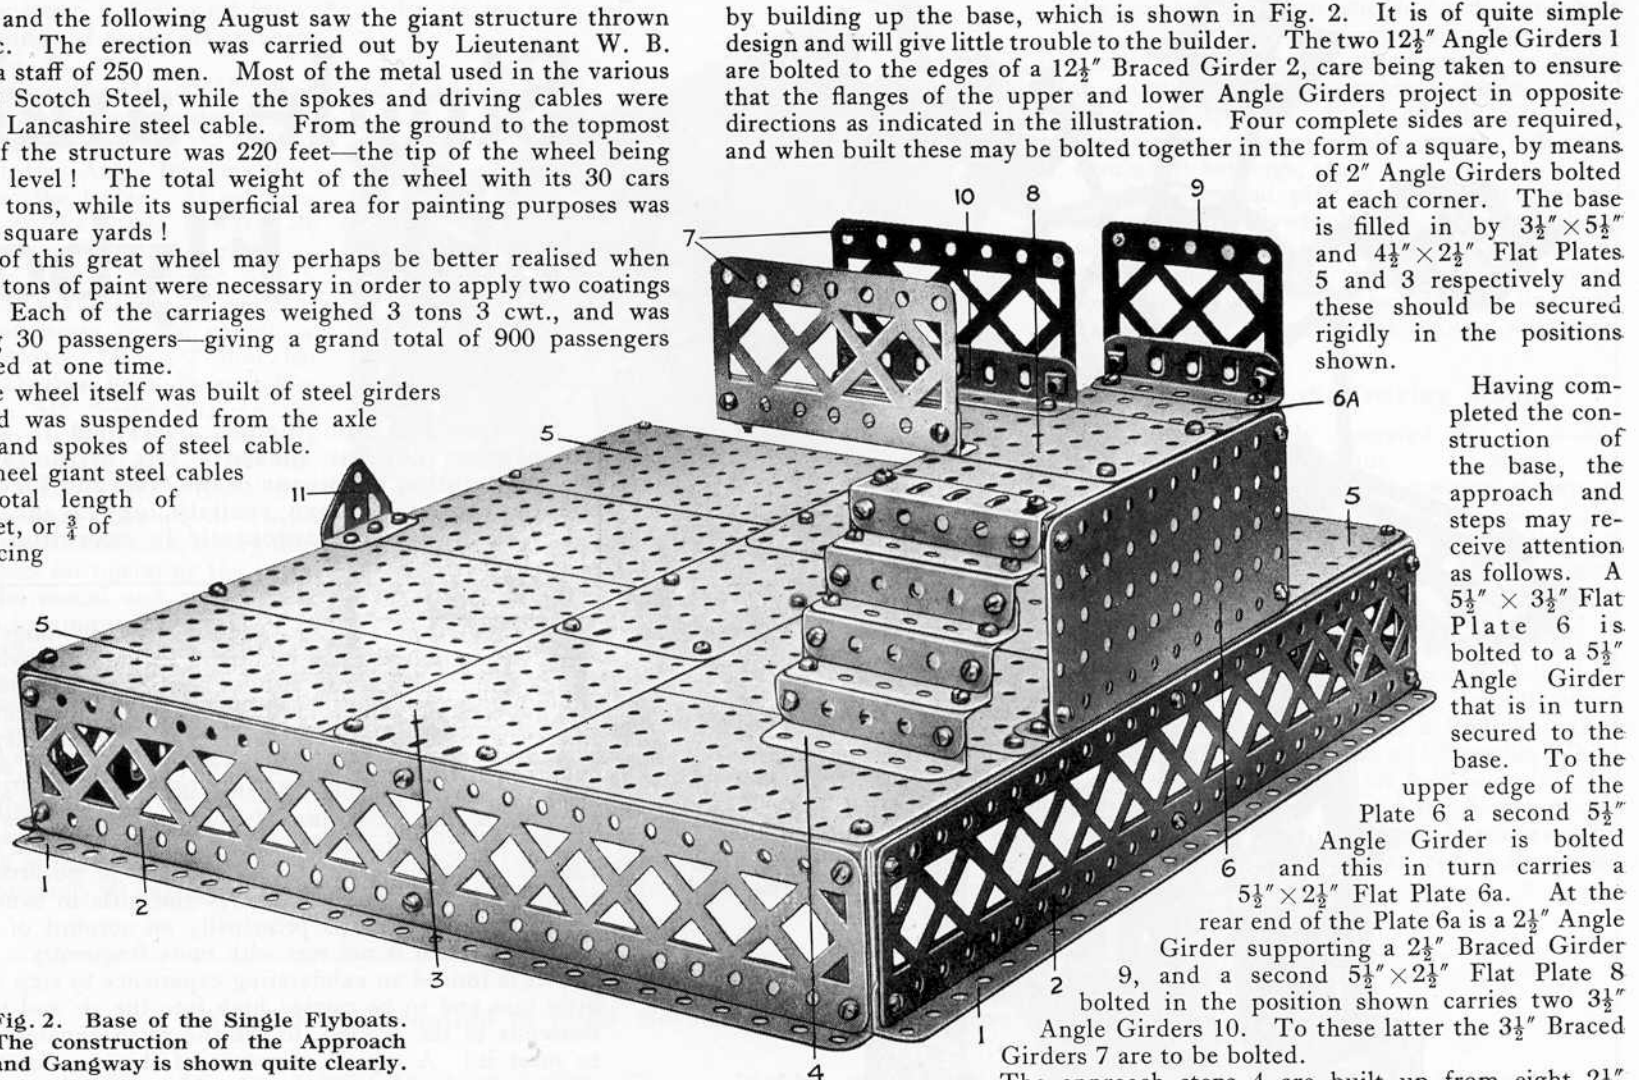 and the following August saw the giant structure thrown
The erection was carried out by Lieutenant W. B.
a staff of 250 men. Most of the metal used in the various
Scotch Steel, while the spokes and driving cables were
Lancashire steel cable. From the ground to the topmost
f the structure was 220 feet—the tip of the wheel being
level! The total weight of the wheel with its 30 cars
tons, while its superficial area for painting purposes was
square yards!
of this great wheel may perhaps be better realised when
tons of paint were necessary in order to apply two coatings
Each of the carriages weighed 3 tons 3 cwt., and was
30 passengers—giving a grand total of 900 passengers
ed at one time.
wheel itself was built of steel girders
d was suspended from the axle
and spokes of steel cable.
heel giant steel cables
otal length of
et, or ¾ of
cing
5
11
5
1
2
3
Fig. 2. Base of the Single Flyboats.
The construction of the Approach
and Gangway is shown quite clearly.
by building up the base, which is shown in Fig. 2. It is of quite simple
design and will give little trouble to the builder. The two 12½″ Angle Girders 1
are bolted to the edges of a 12½″ Braced Girder 2, care being taken to ensure
that the flanges of the upper and lower Angle Girders project in opposite
directions as indicated in the illustration. Four complete sides are required,
and when built these may be bolted together in the form of a square, by means
of 2″ Angle Girders bolted
at each corner. The base
is filled in by 3½″×5½″
and 4½″×2½″ Flat Plates
5 and 3 respectively and
these should be secured
rigidly in the positions
shown.
Having com-
pleted the con-
struction of
the base, the
approach and
steps may re-
ceive attention
as follows. A
5½″ × 3½″ Flat
Plate 6 is
bolted to a 5½″
Angle Girder
that is in turn
secured to the
base. To the
upper edge of the
Plate 6 a second 5½″
Angle Girder is bolted
and this in turn carries a
5½″×2½″ Flat Plate 6a. At the
rear end of the Plate 6a is a 2½″ Angle
Girder supporting a 2½″ Braced Girder
9, and a second 5½″×2½″ Flat Plate 8
bolted in the position shown carries two 3½″
Angle Girders 10. To these latter the 3½″ Braced
Girders 7 are to be bolted.
The approach steps 4 are built up from eight 2½″
7
10
8
9
6A
5
6
2
1
4